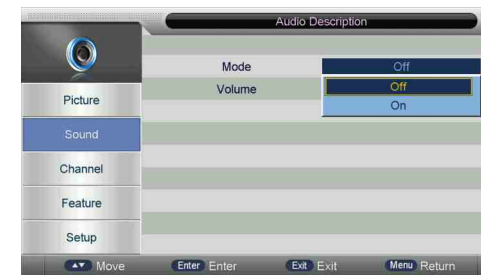 Audio Description
Mode Off
Volume Off
On
Picture
Sound
Channel
Feature
Setup
Move Enter Enter Exit Exit Menu Return